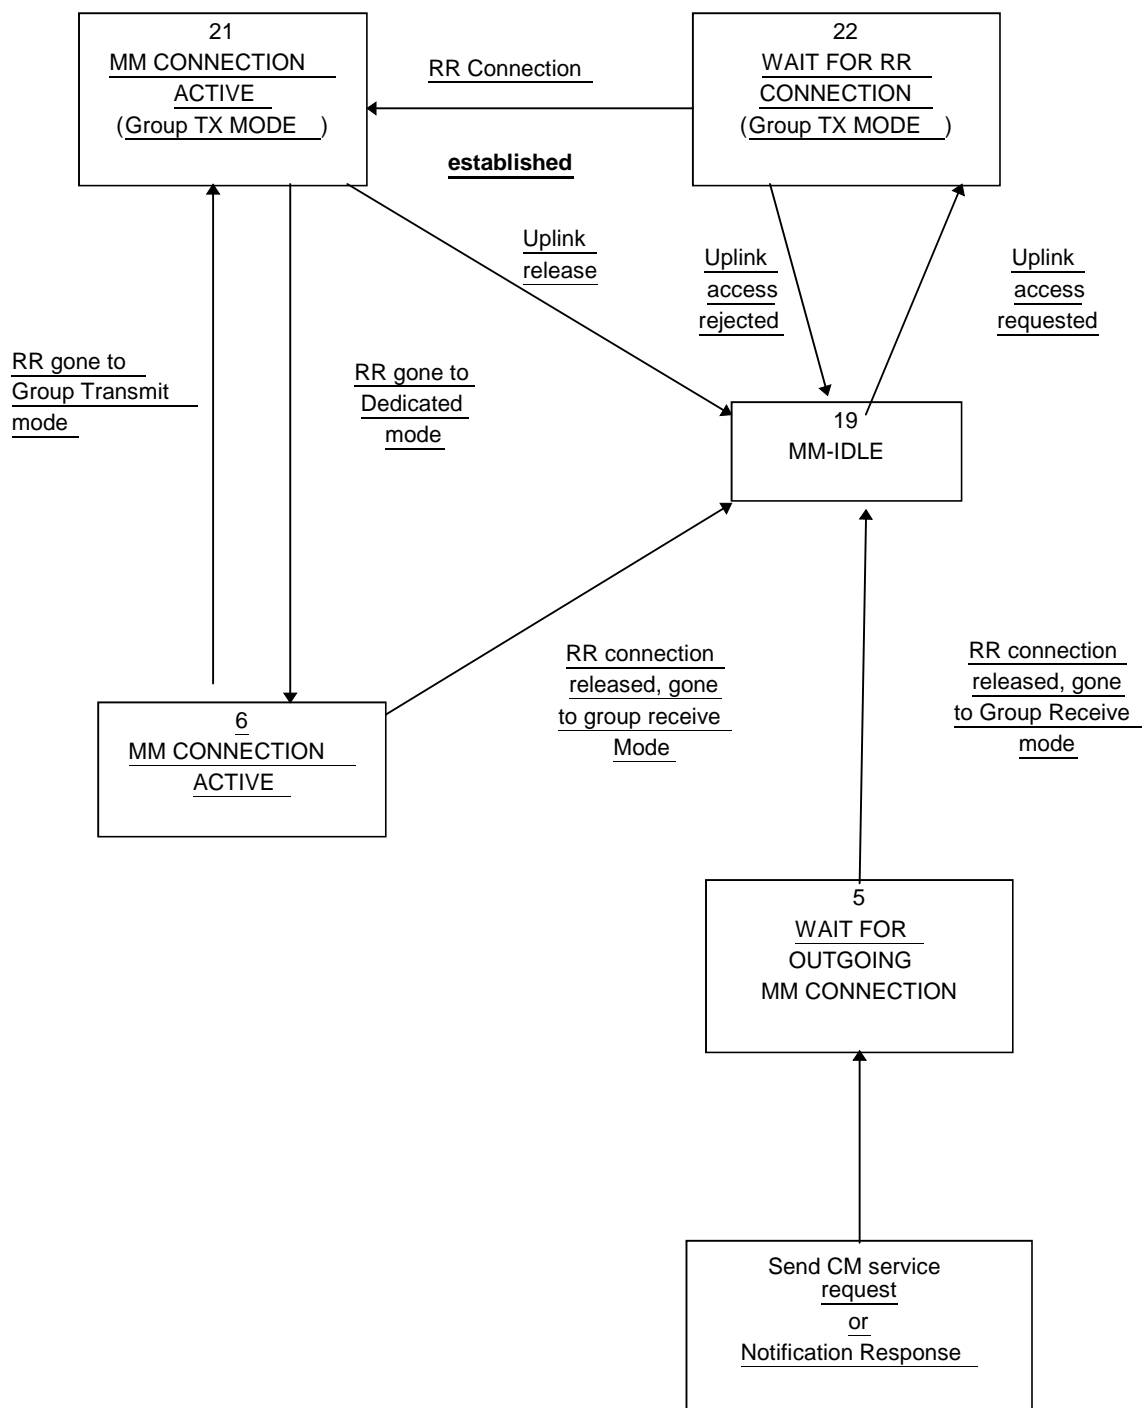 21
MM CONNECTION
ACTIVE
(Group TX MODE )
RR Connection
established
22
WAIT FOR RR
CONNECTION
(Group TX MODE )
Uplink
release
Uplink
access
rejected
Uplink
access
requested
RR gone to
Group Transmit
mode
RR gone to
Dedicated
mode
19
MM-IDLE
RR connection
released, gone
to group receive
Mode
RR connection
released, gone
to Group Receive
mode
6
MM CONNECTION
ACTIVE
5
WAIT FOR
OUTGOING
MM CONNECTION
Send CM service
request
or
Notification Response